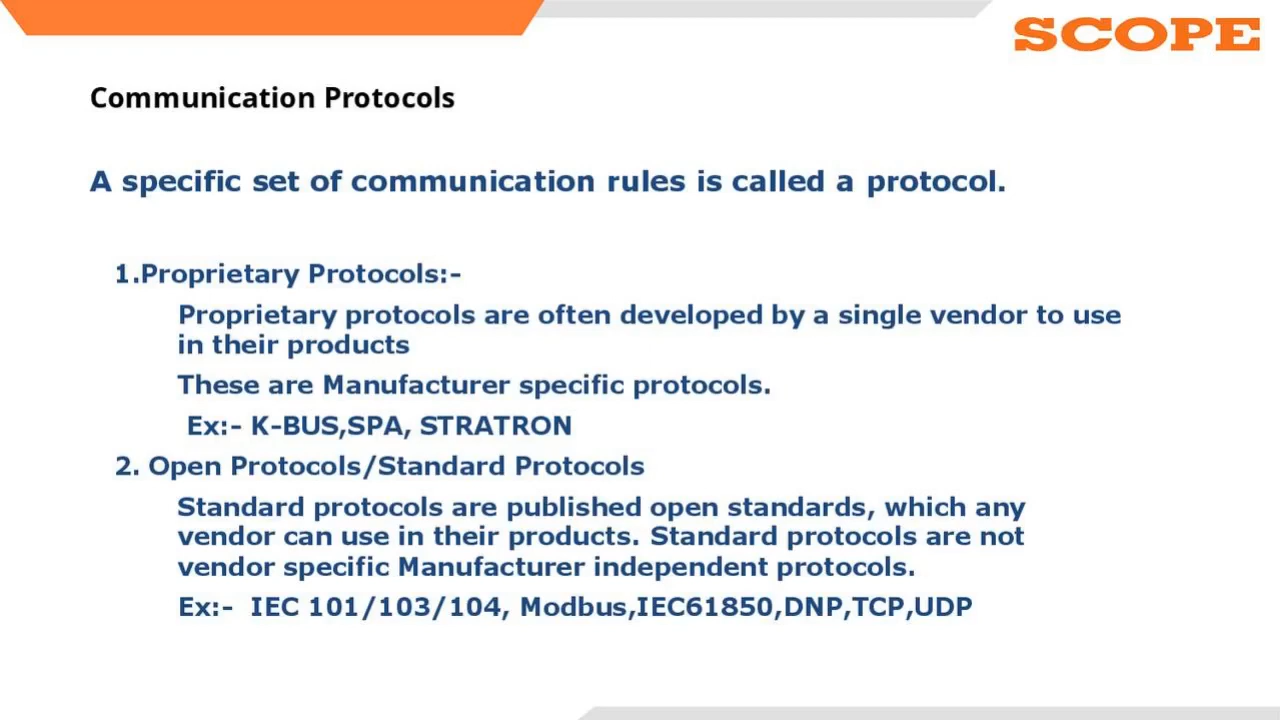 SCOPE
Communication Protocols
A specific set of communication rules is called a protocol.
1.Proprietary Protocols:-
Proprietary protocols are often developed by a single vendor to use
in their products
These are Manufacturer specific protocols.
Ex:- K-BUS,SPA, STRATRON
2. Open Protocols/Standard Protocols
Standard protocols are published open standards, which any
vendor can use in their products. Standard protocols are not
vendor specific Manufacturer independent protocols.
Ex:-  IEC 101/103/104, Modbus,IEC61850,DNP,TCP,UDP